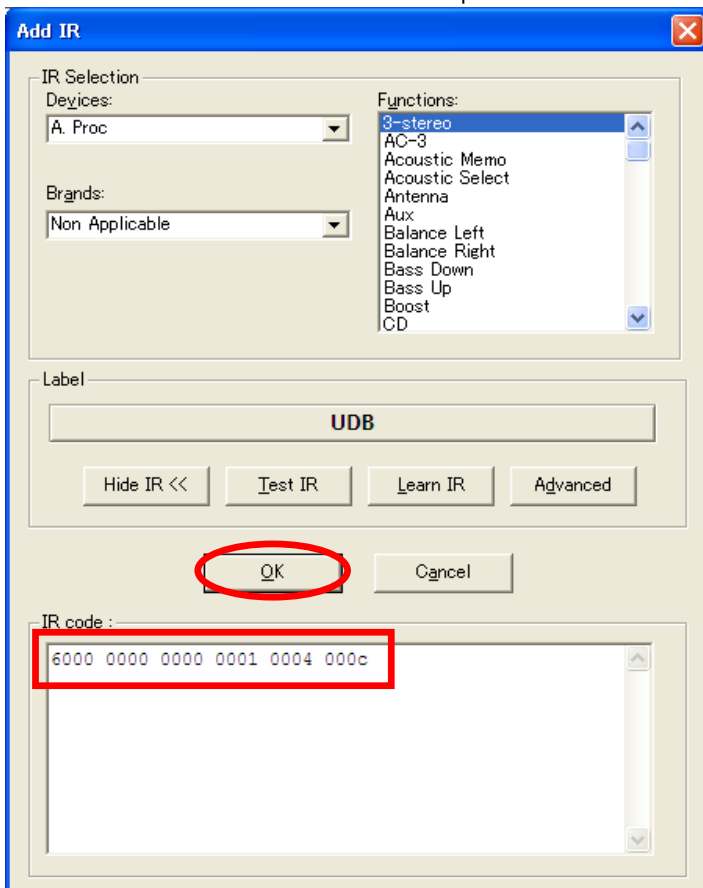 Add IR
IR Selection
Devices:
A. Proc
Brands:
Non Applicable
Functions:
3-stereo
AC-3
Acoustic Memo
Acoustic Select
Antenna
Aux
Balance Left
Balance Right
Bass Down
Bass Up
Boost
CD
Label
UDB
Hide IR << Test IR Learn IR Advanced
OK Cancel
IR code :
6000 0000 0000 0001 0004 000c